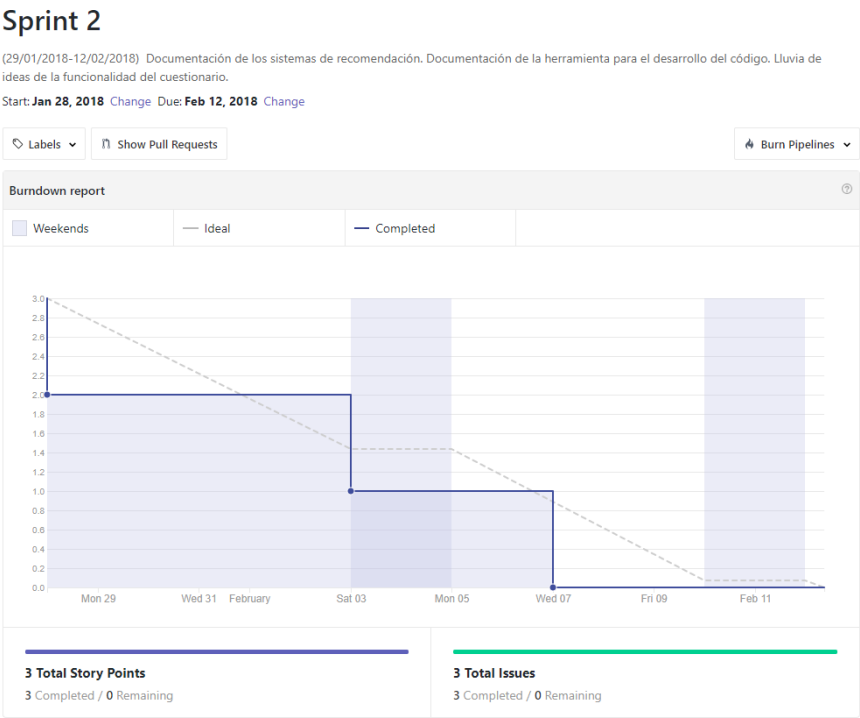 Sprint 2
(29/01/2018-12/02/2018) Documentación de los sistemas de recomendación. Documentación de la herramienta para el desarrollo del código. Lluvia de
ideas de la funcionalidad del cuestionario.
Start: Jan 28, 2018 Change Due: Feb 12, 2018 Change
Labels Show Pull Requests Burn Pipelines
Burndown report
Weekends Ideal Completed
3.0
2.8
2.6
2.4
2.2
2.0
1.8
1.6
1.4
1.2
1.0
0.8
0.6
0.4
0.2
0.0
Mon 29 Wed 31 February Sat 03 Mon 05 Wed 07 Fri 09 Feb 11
3 Total Story Points 3 Total Issues
3 Completed / 0 Remaining 3 Completed / 0 Remaining